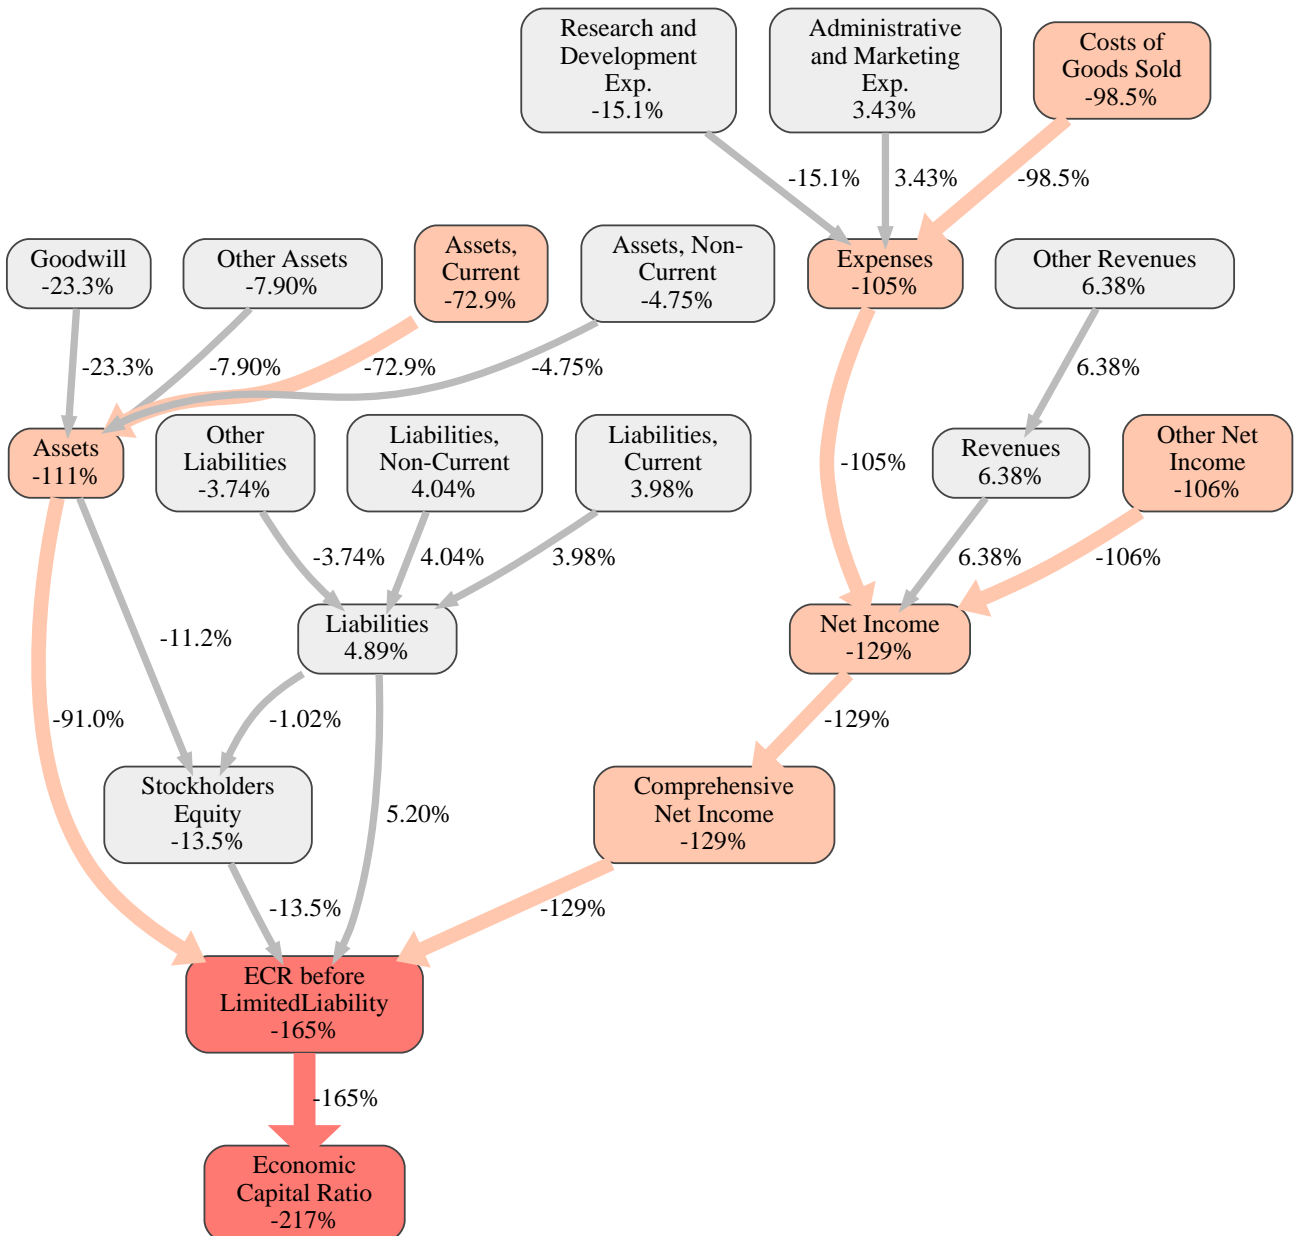 Research and
Development
Exp.
-15.1%
Administrative
and Marketing
Exp.
3.43%
Costs of
Goods Sold
-98.5%
-15.1%
3.43%
-98.5%
Goodwill
-23.3%
Other Assets
-7.90%
Assets,
Current
-72.9%
Assets, Non-
Current
-4.75%
Expenses
-105%
Other Revenues
6.38%
-23.3%
-7.90%
-72.9%
-4.75%
6.38%
Assets
-111%
Other
Liabilities
-3.74%
Liabilities,
Non-Current
4.04%
Liabilities,
Current
3.98%
-105%
Revenues
6.38%
Other Net
Income
-106%
-3.74%
4.04%
3.98%
6.38%
-106%
-11.2%
Liabilities
4.89%
Net Income
-129%
-91.0%
-1.02%
-129%
Stockholders
Equity
-13.5%
5.20%
Comprehensive
Net Income
-129%
-13.5%
-129%
ECR before
LimitedLiability
-165%
-165%
Economic
Capital Ratio
-217%